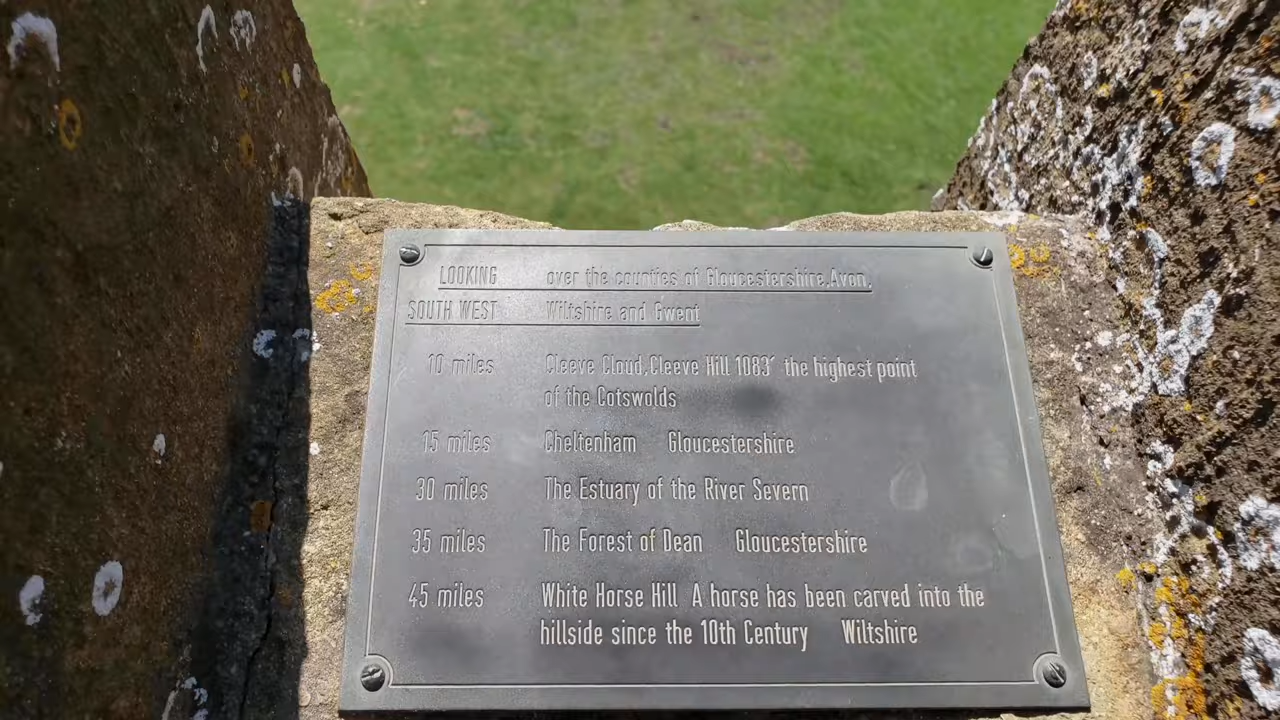 LOOKING over the counties of Gloucestershire,Avon,
SOUTH WEST Wiltshire and Gwent
10 miles Cleeve Cloud,Cleeve Hill 1083' the highest point
of the Cotswolds
15 miles Cheltenham Gloucestershire
30 miles The Estuary of the River Severn
35 miles The Forest of Dean Gloucestershire
45 miles White Horse Hill A horse has been carved into the
hillside since the 10th Century Wiltshire